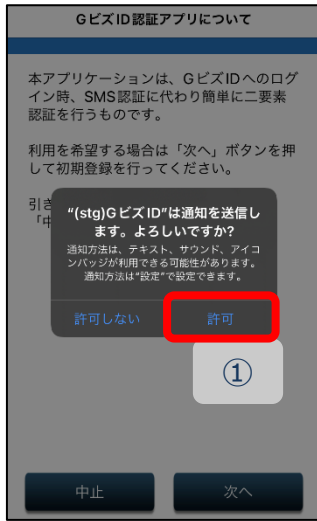 GビズID認証アプリについて
本アプリケーションは、GビズIDへのログ
イン時、SMS認証に代わり簡単に二要素
認証を行うものです。
利用を希望する場合は「次へ」ボタンを押
して初期登録を行ってください。
引き
「中
“(stg)GビズID”は通知を送信し
ます。よろしいですか?
通知方法は、テキスト、サウンド、アイコ
ンバッジが利用できる可能性があります。
通知方法は“設定”で設定できます。
許可しない 許可
①
中止 次へ